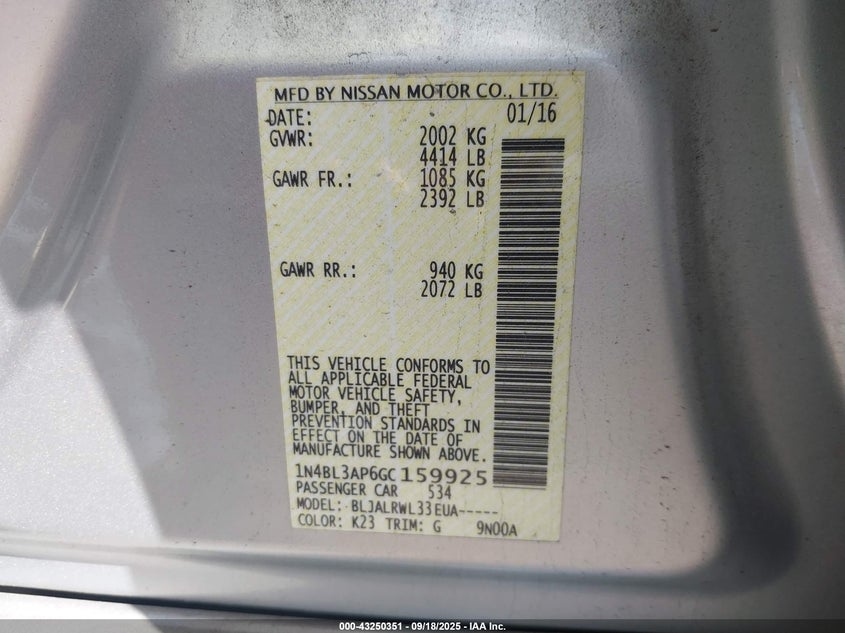 MFD BY NISSAN MOTOR CO., LTD.
DATE: 01/16
GVWR: 2002 KG
4414 LB
GAWR FR.: 1085 KG
2392 LB
GAWR RR.: 940 KG
2072 LB
THIS VEHICLE CONFORMS TO
ALL APPLICABLE FEDERAL
MOTOR VEHICLE SAFETY,
BUMPER, AND THEFT
PREVENTION STANDARDS IN
EFFECT ON THE DATE OF
MANUFACTURE SHOWN ABOVE.
1N4BL3AP6GC159925
PASSENGER CAR 534
MODEL: BLJALRWL33EUA-----
COLOR: K23 TRIM: G 9N00A
000-43250351 | 09/18/2025 - IAA Inc.